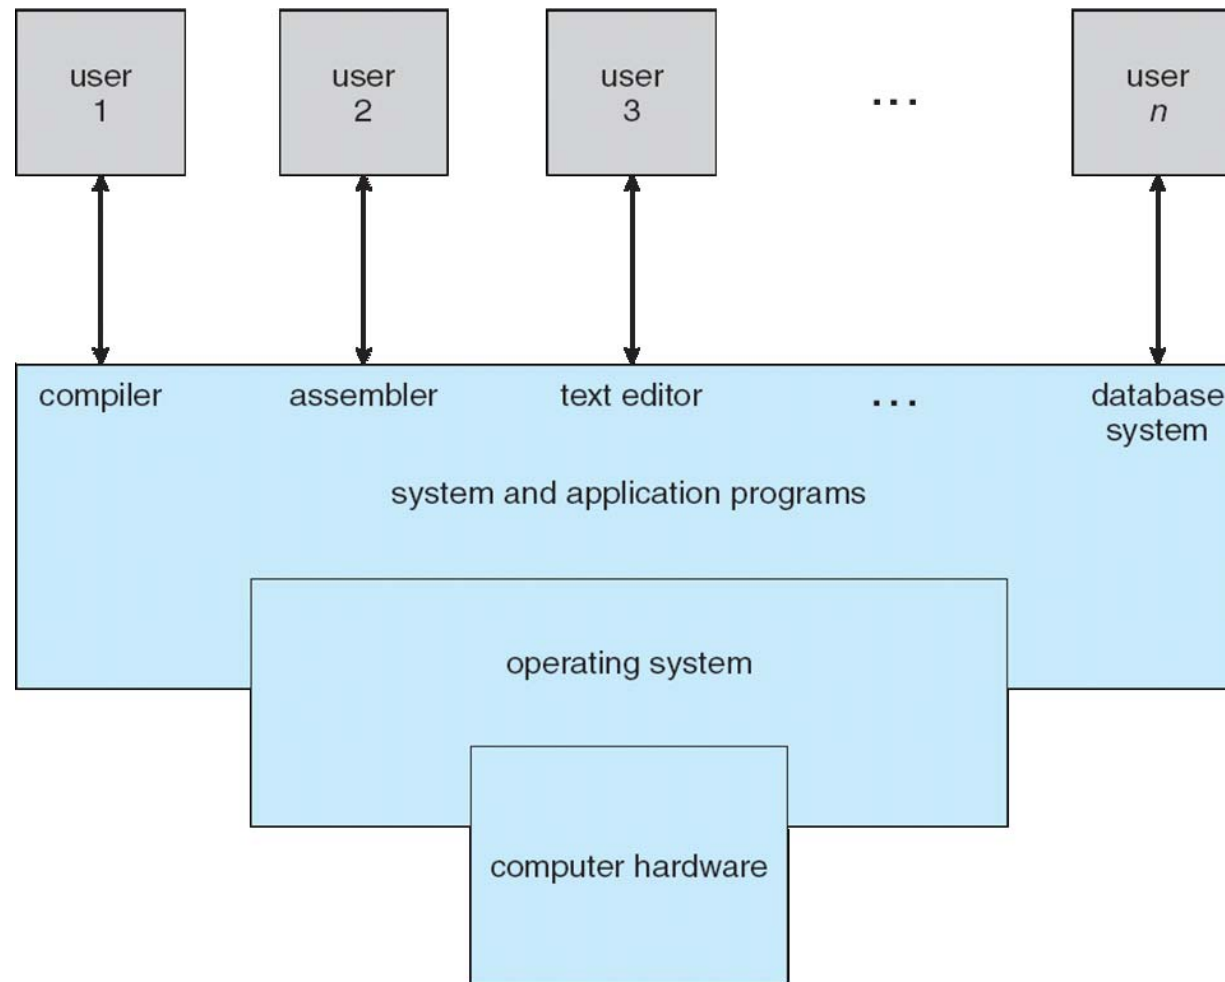 user
1
user
2
user
3
...
user
n
compiler
assembler
text editor
...
database
system
system and application programs
operating system
computer hardware